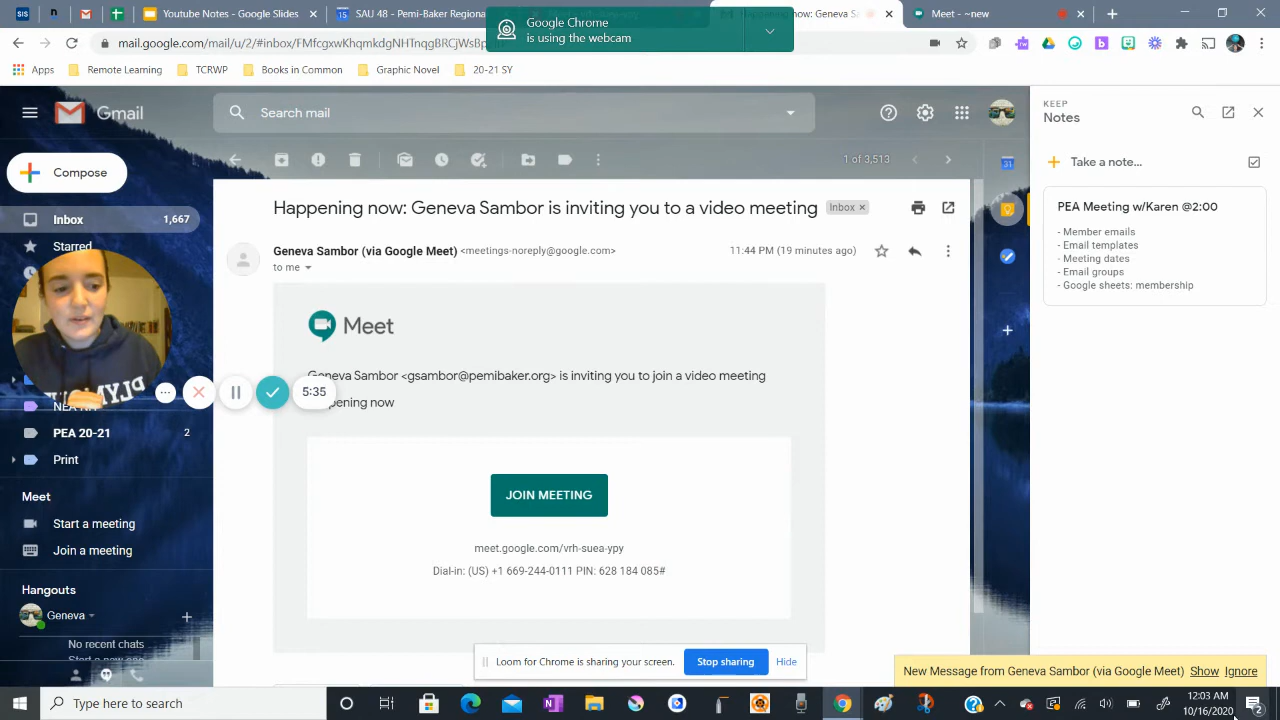 Youtube Slides - Google
SAU 48 - Pemi-Baker Regional
Happening now: Geneva Sa
Meet – new
Google Chrome
is using the webcam
mail.google.com/mail/u/2/#inbox/FMfcgxwKhqmkdgNHTnqgBRCjWsBp
Apps
Remote Learning
TCRWP
Books in Common
Graphic Novel
20-21 SY
Gmail
Search mail
KEEP
Notes
1 of 3,513
Compose
Take a note...
Inbox
1,667
Happening now: Geneva Sambor is inviting you to a video meeting
Inbox ×
PEA Meeting w/Karen @2:00
- Member emails
- Email templates
- Meeting dates
- Email groups
- Google sheets: membership
Starred
Geneva Sambor (via Google Meet) <meetings-noreply@google.com>
11:44 PM (19 minutes ago)
to me
Meet
Geneva Sambor <gsambor@pemibaker.org> is inviting you to join a video meeting
pening now
5:35
PEA 20-21
2
Print
JOIN MEETING
Meet
Start a meeting
Join a meeting
meet.google.com/vrh-suea-ypy
Dial-in: (US) +1 669-244-0111 PIN: 628 184 085#
Hangouts
Geneva
No recent chats
Start a new one
Loom for Chrome is sharing your screen.
Stop sharing
Hide
New Message from Geneva Sambor (via Google Meet) Show Ignore
Type here to search
12:03 AM
10/16/2020
2